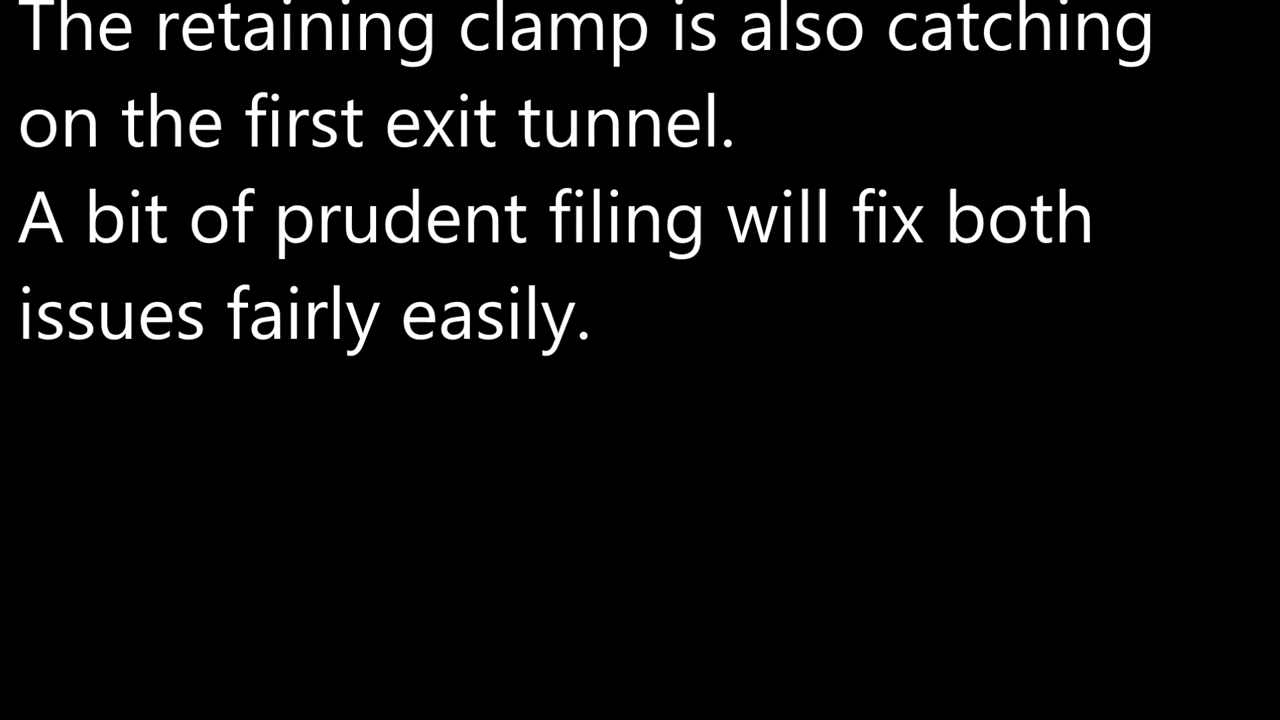 The retaining clamp is also catching
on the first exit tunnel.
A bit of prudent filing will fix both
issues fairly easily.